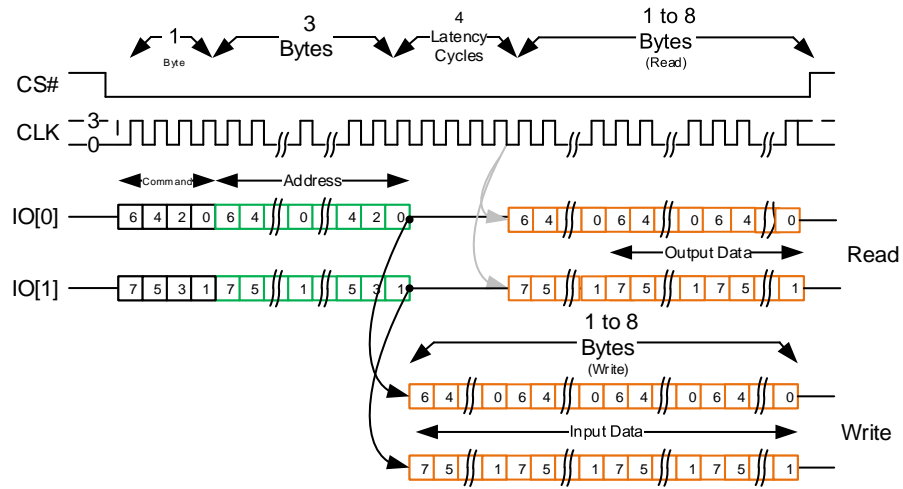 1 3 4 1 to 8
Byte Bytes Latency Bytes
Cycles (Read)
CS#
CLK 3
0
Command Address
IO[0] 6 4 2 0 6 4 0 4 2 0 6 4 0 6 4 0 6 4 0
Output Data Read
IO[1] 7 5 3 1 7 5 1 5 3 1 7 5 1 7 5 1 7 5 1
1 to 8
Bytes
(Write)
6 4 0 6 4 0 6 4 0 6 4 0
Input Data Write
7 5 1 7 5 1 7 5 1 7 5 1